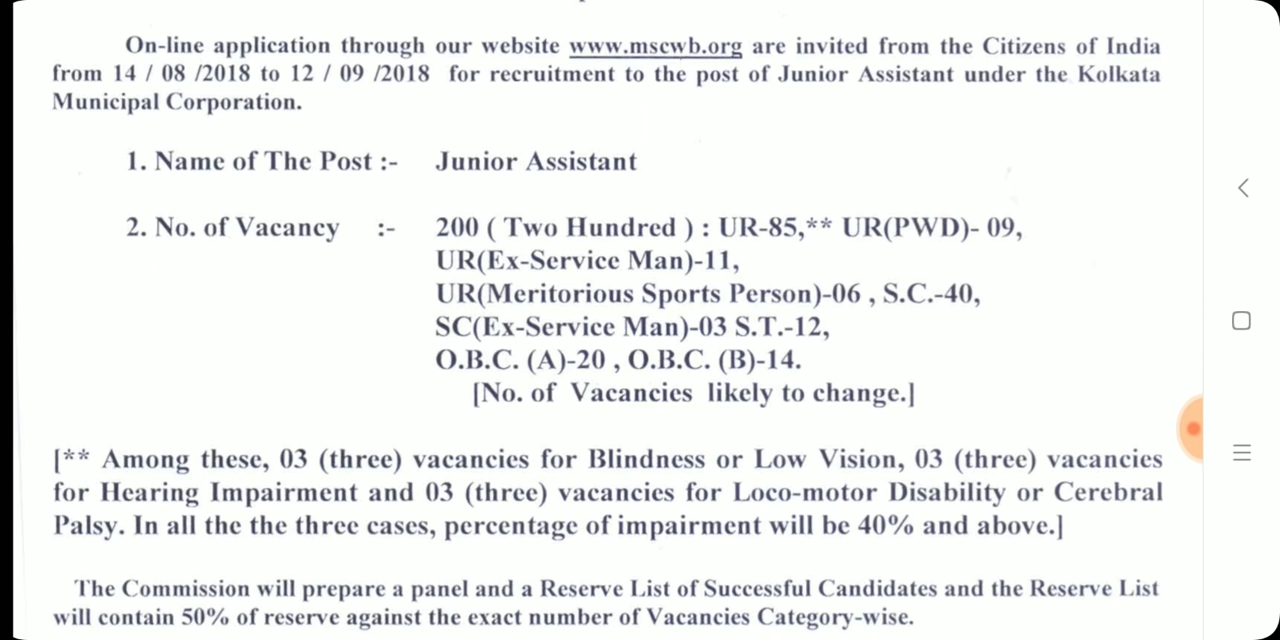 On-line application through our website www.mscwb.org are invited from the Citizens of India
from 14 / 08 /2018 to 12 / 09 /2018 for recruitment to the post of Junior Assistant under the Kolkata
Municipal Corporation.
1. Name of The Post :- Junior Assistant
2. No. of Vacancy :- 200 ( Two Hundred ) : UR-85,** UR(PWD)- 09,
UR(Ex-Service Man)-11,
UR(Meritorious Sports Person)-06 , S.C.-40,
SC(Ex-Service Man)-03 S.T.-12,
O.B.C. (A)-20 , O.B.C. (B)-14.
[No. of Vacancies likely to change.]
[** Among these, 03 (three) vacancies for Blindness or Low Vision, 03 (three) vacancies
for Hearing Impairment and 03 (three) vacancies for Loco-motor Disability or Cerebral
Palsy. In all the the three cases, percentage of impairment will be 40% and above.]
The Commission will prepare a panel and a Reserve List of Successful Candidates and the Reserve List
will contain 50% of reserve against the exact number of Vacancies Category-wise.